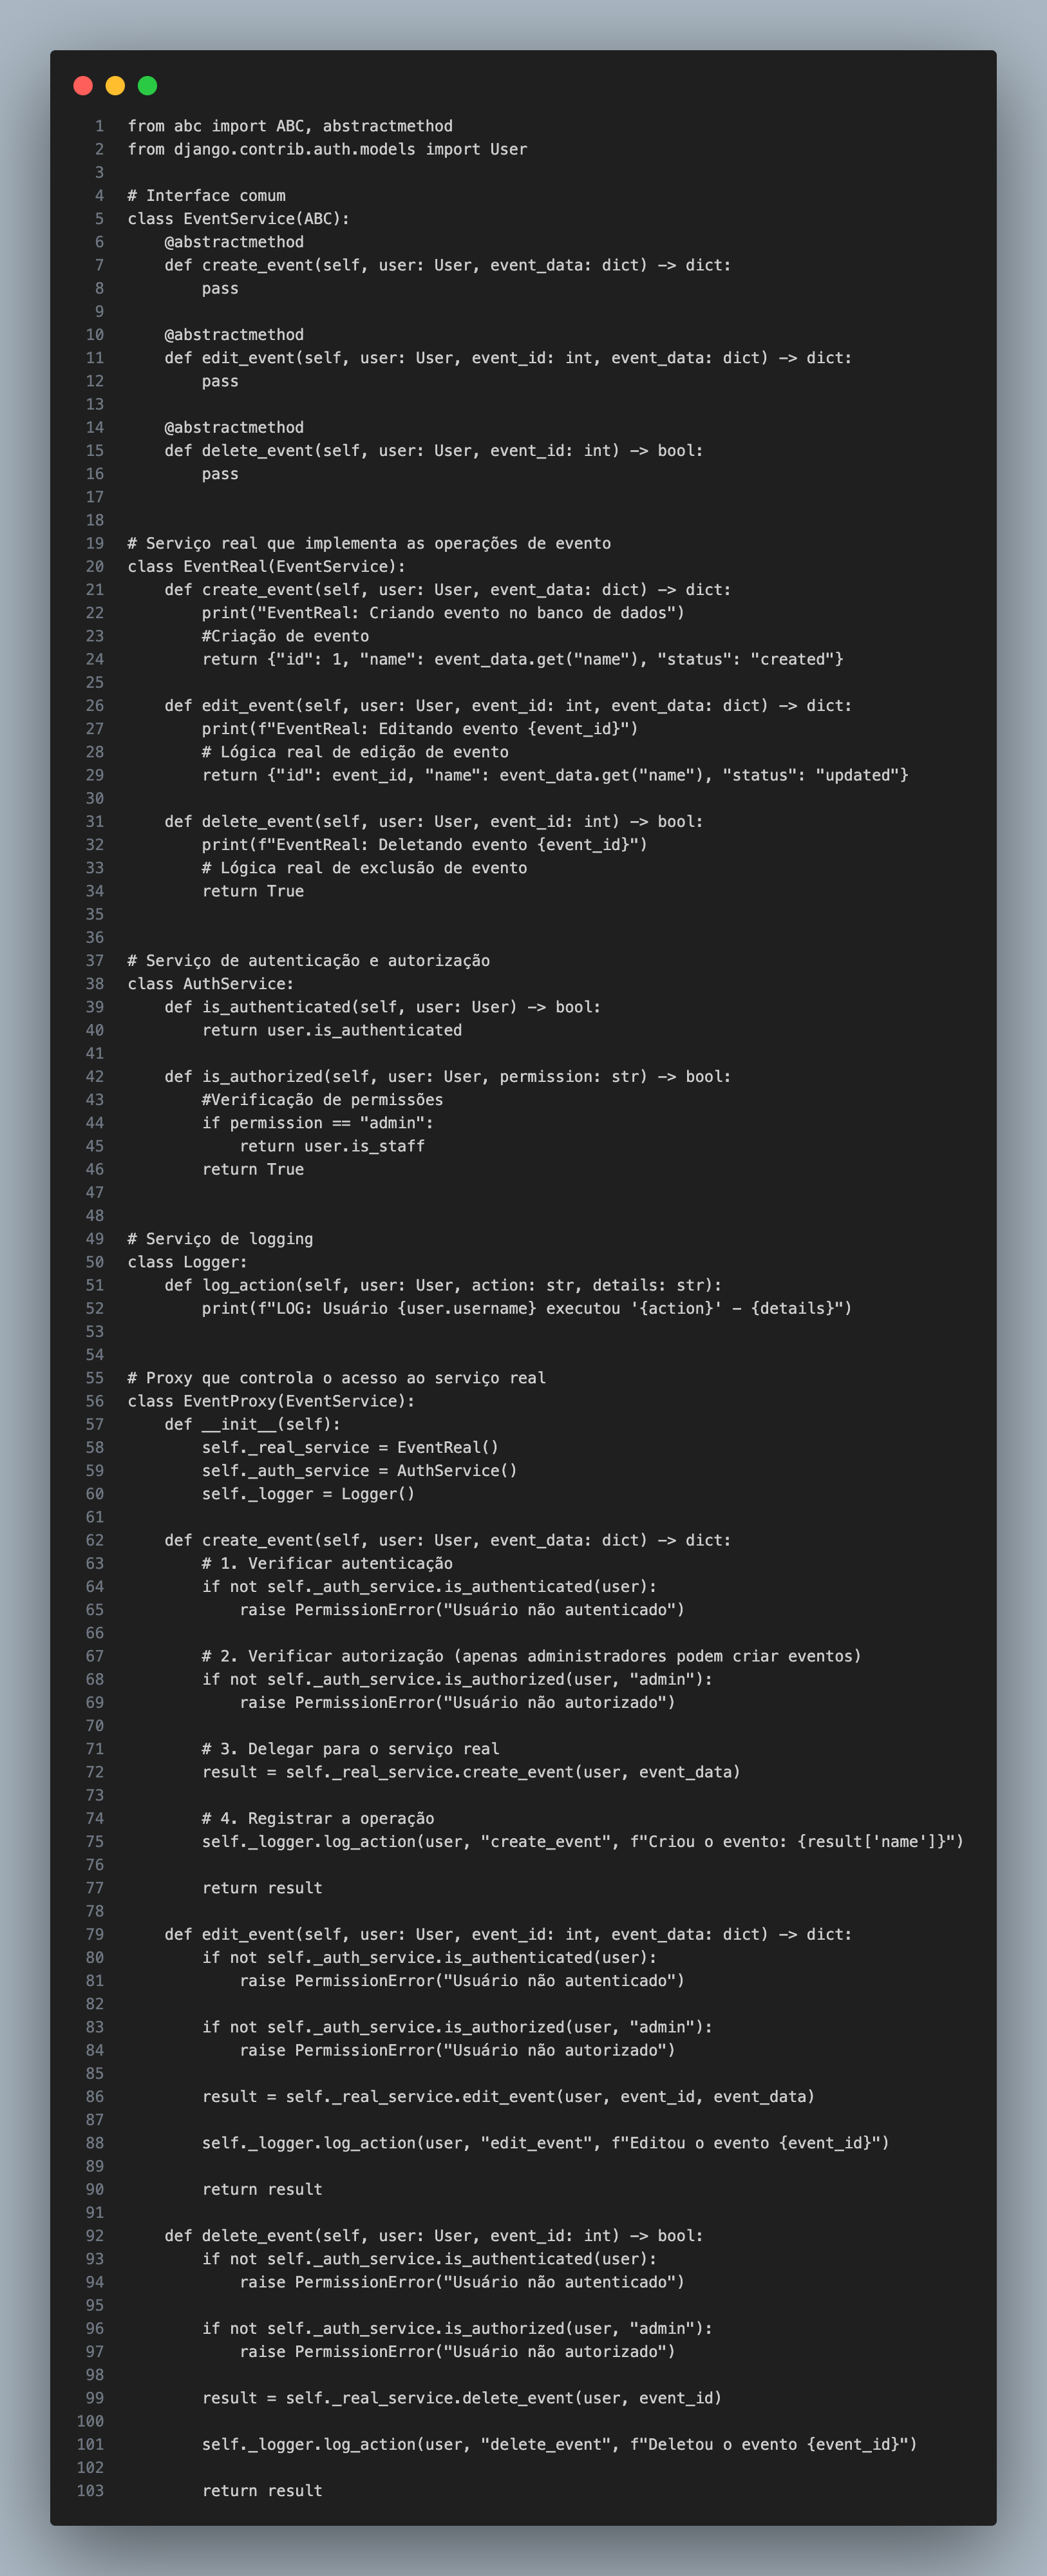 1 from abc import ABC, abstractmethod
2 from django.contrib.auth.models import User
3
4 # Interface comum
5 class EventService(ABC):
6     @abstractmethod
7     def create_event(self, user: User, event_data: dict) -> dict:
8         pass
9
10     @abstractmethod
11     def edit_event(self, user: User, event_id: int, event_data: dict) -> dict:
12         pass
13
14     @abstractmethod
15     def delete_event(self, user: User, event_id: int) -> bool:
16         pass
17
18
19 # Serviço real que implementa as operações de evento
20 class EventReal(EventService):
21     def create_event(self, user: User, event_data: dict) -> dict:
22         print("EventReal: Criando evento no banco de dados")
23         #Criação de evento
24         return {"id": 1, "name": event_data.get("name"), "status": "created"}
25
26     def edit_event(self, user: User, event_id: int, event_data: dict) -> dict:
27         print(f"EventReal: Editando evento {event_id}")
28         # Lógica real de edição de evento
29         return {"id": event_id, "name": event_data.get("name"), "status": "updated"}
30
31     def delete_event(self, user: User, event_id: int) -> bool:
32         print(f"EventReal: Deletando evento {event_id}")
33         # Lógica real de exclusão de evento
34         return True
35
36
37 # Serviço de autenticação e autorização
38 class AuthService:
39     def is_authenticated(self, user: User) -> bool:
40         return user.is_authenticated
41
42     def is_authorized(self, user: User, permission: str) -> bool:
43         #Verificação de permissões
44         if permission == "admin":
45             return user.is_staff
46         return True
47
48
49 # Serviço de logging
50 class Logger:
51     def log_action(self, user: User, action: str, details: str):
52         print(f"LOG: Usuário {user.username} executou '{action}' - {details}")
53
54
55 # Proxy que controla o acesso ao serviço real
56 class EventProxy(EventService):
57     def __init__(self):
58         self._real_service = EventReal()
59         self._auth_service = AuthService()
60         self._logger = Logger()
61
62     def create_event(self, user: User, event_data: dict) -> dict:
63         # 1. Verificar autenticação
64         if not self._auth_service.is_authenticated(user):
65             raise PermissionError("Usuário não autenticado")
66
67         # 2. Verificar autorização (apenas administradores podem criar eventos)
68         if not self._auth_service.is_authorized(user, "admin"):
69             raise PermissionError("Usuário não autorizado")
70
71         # 3. Delegar para o serviço real
72         result = self._real_service.create_event(user, event_data)
73
74         # 4. Registrar a operação
75         self._logger.log_action(user, "create_event", f"Criou o evento: {result['name']}")
76
77         return result
78
79     def edit_event(self, user: User, event_id: int, event_data: dict) -> dict:
80         if not self._auth_service.is_authenticated(user):
81             raise PermissionError("Usuário não autenticado")
82
83         if not self._auth_service.is_authorized(user, "admin"):
84             raise PermissionError("Usuário não autorizado")
85
86         result = self._real_service.edit_event(user, event_id, event_data)
87
88         self._logger.log_action(user, "edit_event", f"Editou o evento {event_id}")
89
90         return result
91
92     def delete_event(self, user: User, event_id: int) -> bool:
93         if not self._auth_service.is_authenticated(user):
94             raise PermissionError("Usuário não autenticado")
95
96         if not self._auth_service.is_authorized(user, "admin"):
97             raise PermissionError("Usuário não autorizado")
98
99         result = self._real_service.delete_event(user, event_id)
100
101         self._logger.log_action(user, "delete_event", f"Deletou o evento {event_id}")
102
103         return result